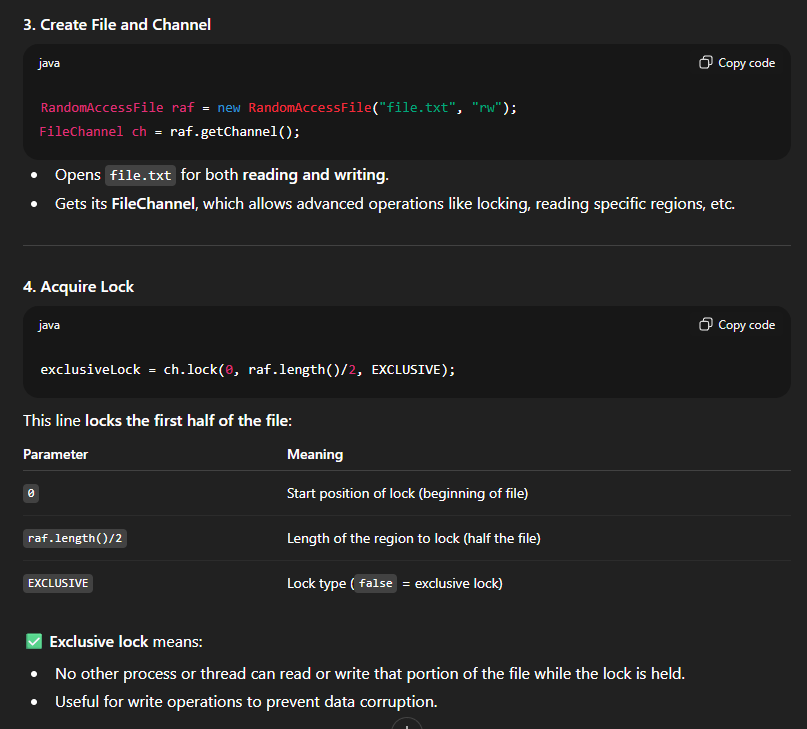 3. Create File and Channel
java
Copy code
RandomAccessFile raf = new RandomAccessFile("file.txt", "rw");
FileChannel ch = raf.getChannel();
Opens file.txt for both reading and writing.
Gets its FileChannel, which allows advanced operations like locking, reading specific regions, etc.
4. Acquire Lock
java
Copy code
exclusiveLock = ch.lock(0, raf.length()/2, EXCLUSIVE);
This line locks the first half of the file:
Parameter Meaning
0 Start position of lock (beginning of file)
raf.length()/2 Length of the region to lock (half the file)
EXCLUSIVE Lock type (false = exclusive lock)
✅ Exclusive lock means:
No other process or thread can read or write that portion of the file while the lock is held.
Useful for write operations to prevent data corruption.